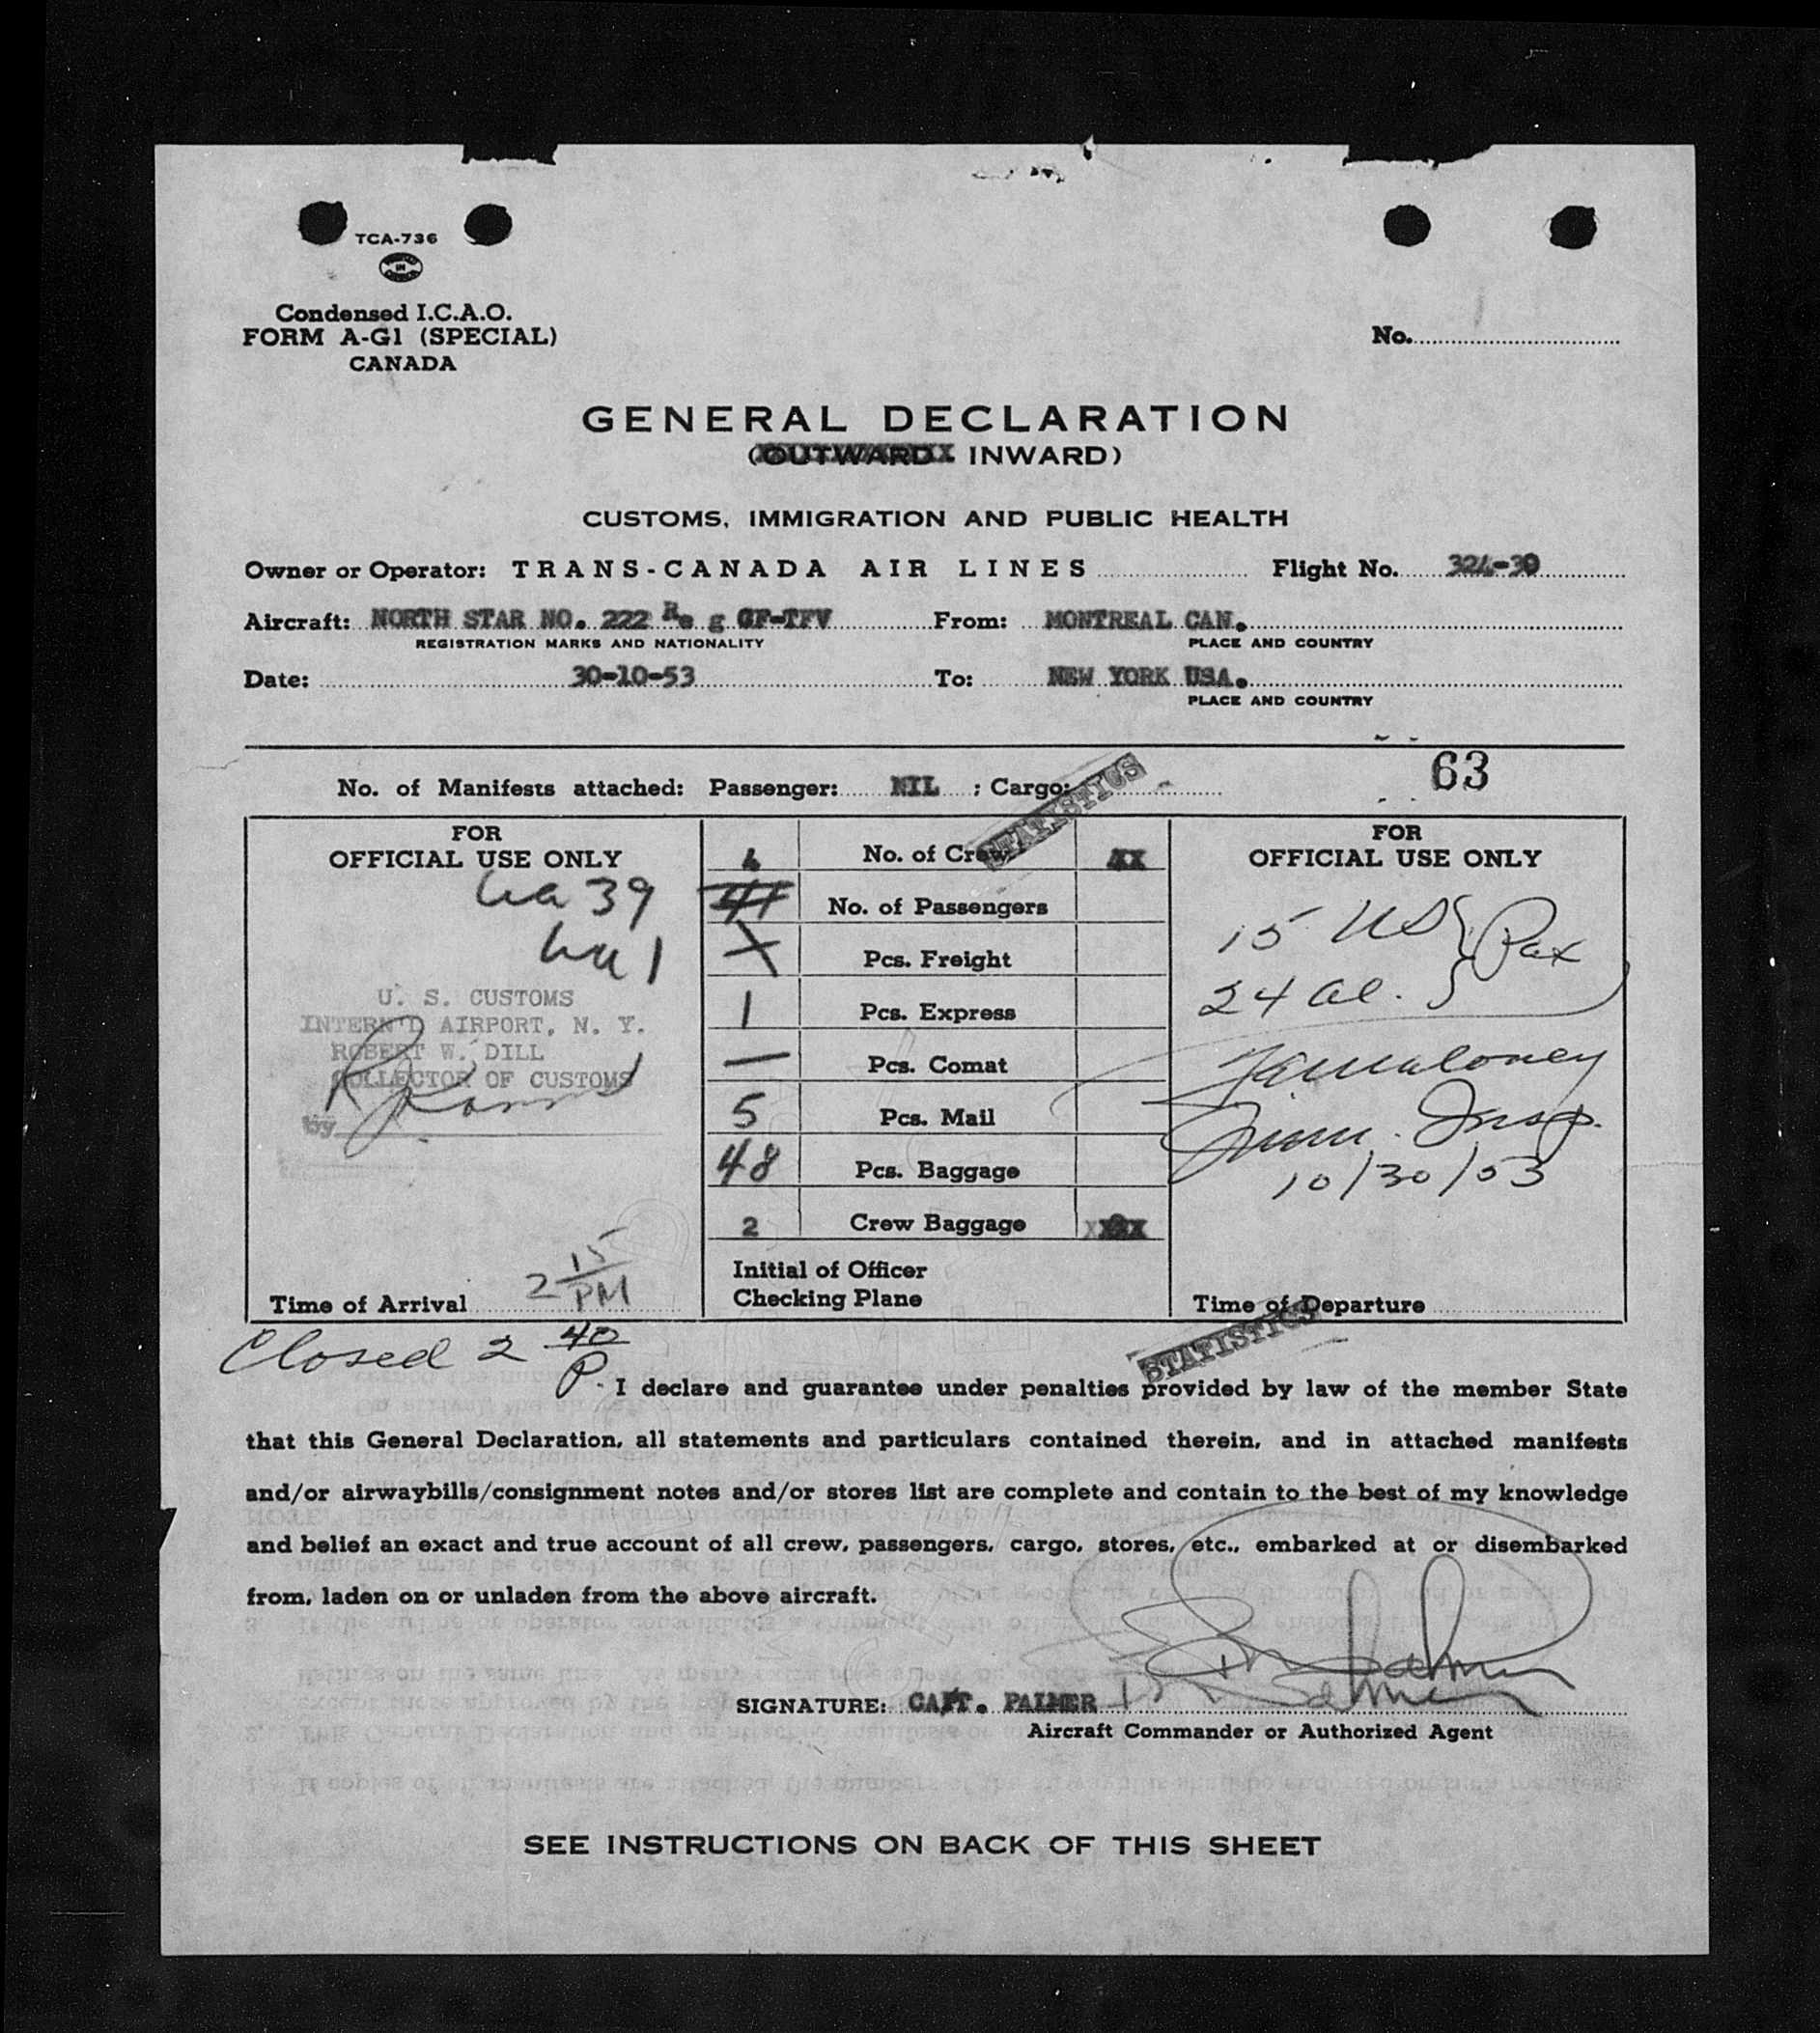 TCA-736
Condensed I.C.A.O.
FORM A-G1 (SPECIAL)
CANADA
No.
GENERAL DECLARATION
(OUTWARD - INWARD)
CUSTOMS, IMMIGRATION AND PUBLIC HEALTH
Owner or Operator: TRANS-CANADA AIR LINES Flight No. 324-30
Aircraft: NORTH STAR NO. 222 Re g CF-TFV From: MONTREAL CAN.
REGISTRATION MARKS AND NATIONALITY PLACE AND COUNTRY
Date: 30-10-53 To: NEW YORK USA.
PLACE AND COUNTRY
63
No. of Manifests attached: Passenger: NIL ; Cargo: -
STATISTICS
FOR
OFFICIAL USE ONLY
39
1
U. S. CUSTOMS
INTERN'L AIRPORT, N. Y.
ROBERT W. DILL
COLLECTOR OF CUSTOMS
by
Time of Arrival 2 15 PM
No. of Crew
41 No. of Passengers
Pcs. Freight
1 Pcs. Express
— Pcs. Comat
5 Pcs. Mail
48 Pcs. Baggage
2 Crew Baggage
Initial of Officer
Checking Plane
FOR
OFFICIAL USE ONLY
15 US } Pax
24 al. }
Maloney
Imm. Insp.
10/30/53
Time of Departure
STATISTICS
Closed 2 40 P.
I declare and guarantee under penalties provided by law of the member State
that this General Declaration, all statements and particulars contained therein, and in attached manifests
and/or airwaybills/consignment notes and/or stores list are complete and contain to the best of my knowledge
and belief an exact and true account of all crew, passengers, cargo, stores, etc., embarked at or disembarked
from, laden on or unladen from the above aircraft.
SIGNATURE: CAPT. PALMER
Aircraft Commander or Authorized Agent
SEE INSTRUCTIONS ON BACK OF THIS SHEET